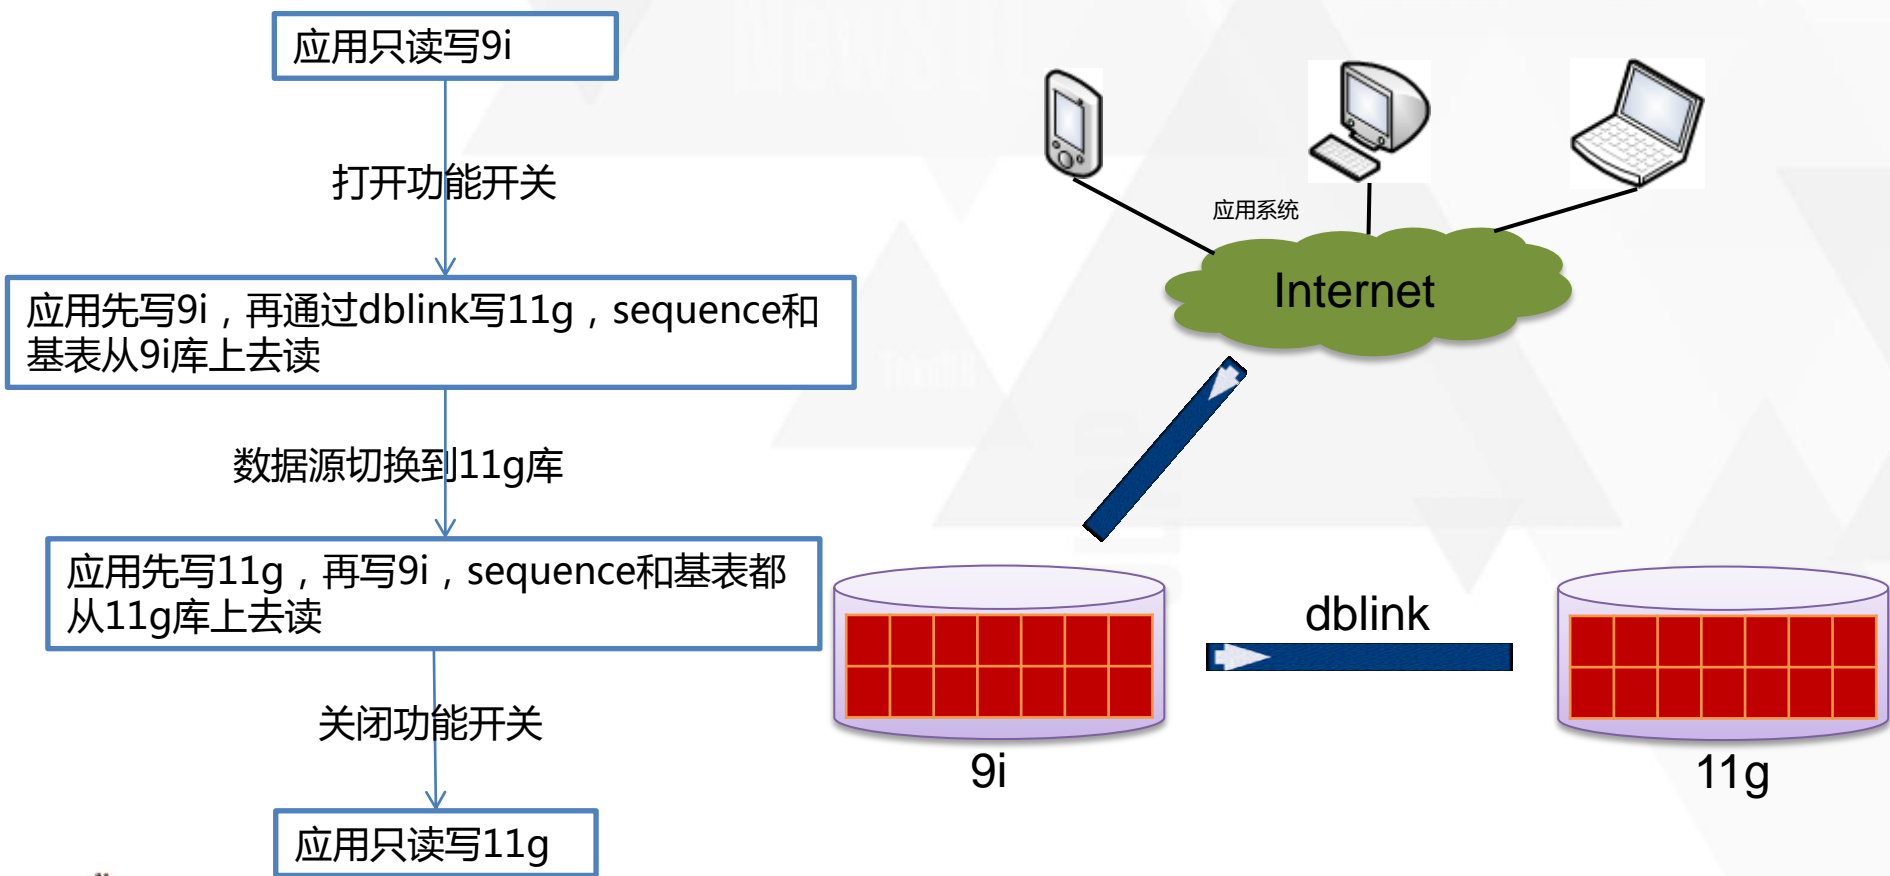 应用只读写9i
打开功能开关
应用先写9i，再通过dblink写11g，sequence和
基表从9i库上去读
数据源切换到11g库
应用先写11g，再写9i，sequence和基表都
从11g库上去读
关闭功能开关
应用只读写11g
应用系统
Internet
dblink
9i
11g